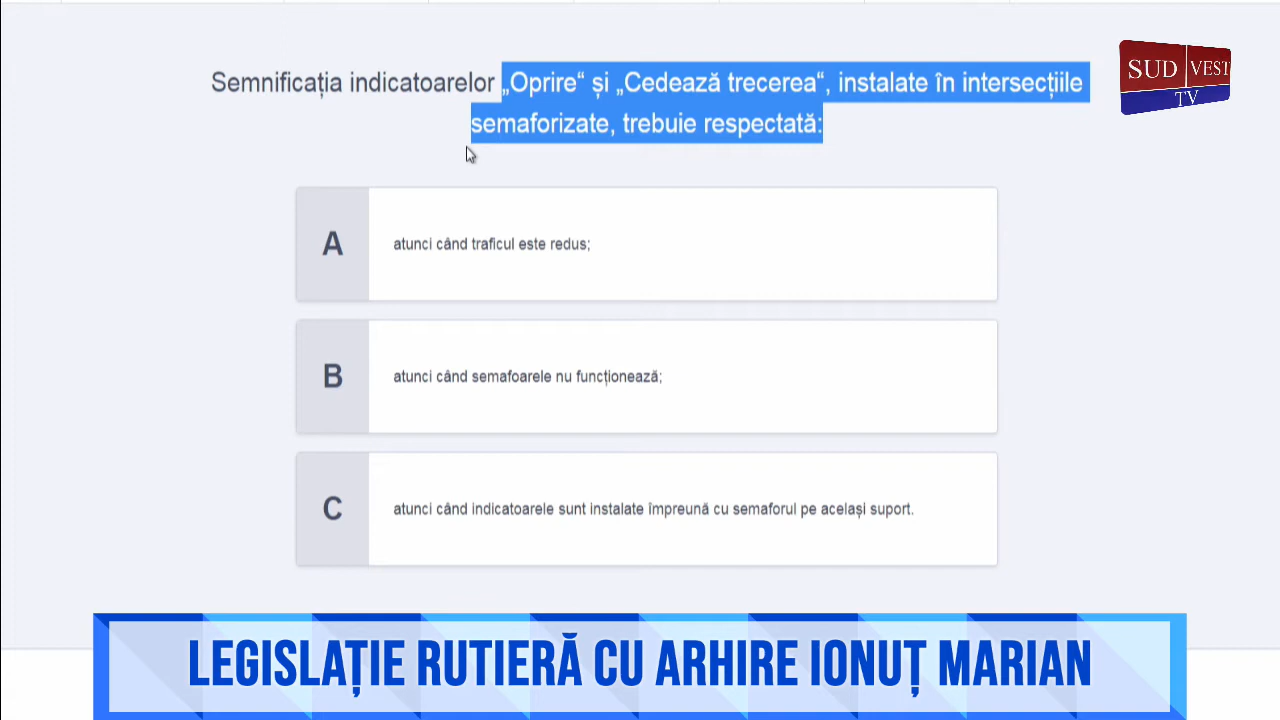 Semnificația indicatoarelor „Oprire“ și „Cedează trecerea“, instalate în intersecțiile
semaforizate, trebuie respectată:
SUD VEST
TV
A
atunci când traficul este redus;
B
atunci când semafoarele nu funcționează;
C
atunci când indicatoarele sunt instalate împreună cu semaforul pe același suport.
LEGISLAȚIE RUTIERĂ CU ARHIRE IONUȚ MARIAN